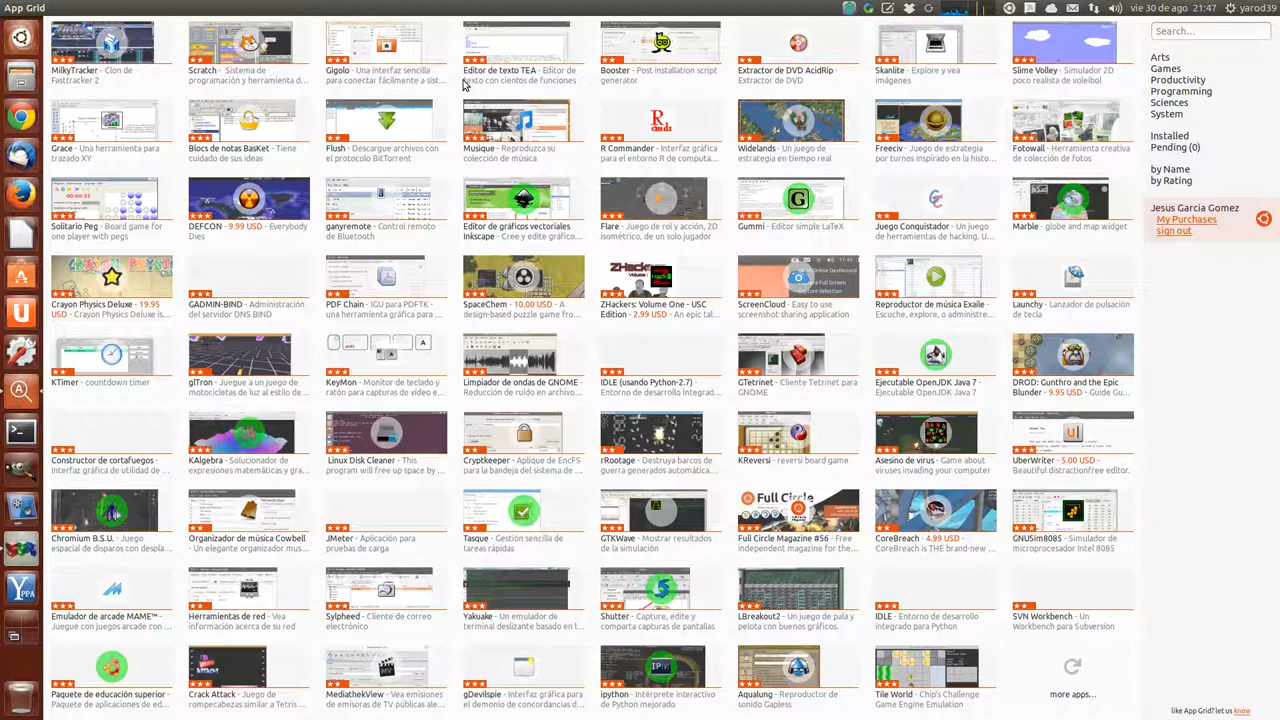 App Grid
vie 30 ago 21:47
yarod39
MilkyTracker - Clon de
Fasttracker 2
Scratch - Sistema de
programación y herramienta d...
Gigolo - Una interfaz sencilla
para conectar fácilmente a sist...
Editor de texto TEA - Editor de
texto con cientos de funciones
Booster - Post installation script
generator
Extractor de DVD AcidRip -
Extractor de DVD
Skanlite - Explore y vea
imágenes
Slime Volley - Simulador 2D
poco realista de voleibol
Grace - Una herramienta para
trazado XY
Blocs de notas BasKet - Tiene
cuidado de sus ideas
Flush - Descargue archivos con
el protocolo BitTorrent
Musique - Reproduzca su
colección de música
R Commander - Interfaz gráfica
para el entorno R de computa...
Widelands - Un juego de
estrategia en tiempo real
Freeciv - Juego de estrategia
por turnos inspirado en la histo...
Fotowall - Herramienta creativa
de colección de fotos
Solitario Peg - Board game for
one player with pegs
DEFCON - 9.99 USD - Everybody
Dies
ganyremote - Control remoto
de Bluetooth
Editor de gráficos vectoriales
Inkscape - Cree y edite gráfico...
Flare - Juego de rol y acción, 2D
isométrico, de un solo jugador
Gummi - Editor simple LaTeX
Juego Conquistador - Un juego
de herramientas de hacking. U...
Marble - globe and map widget
Crayon Physics Deluxe - 19.95
USD - Crayon Physics Deluxe is...
GADMIN-BIND - Administración
del servidor DNS BIND
PDF Chain - IGU para PDFTK -
una herramienta gráfica para ...
SpaceChem - 10.00 USD - A
design-based puzzle game fro...
ZHackers: Volume One - USC
Edition - 2.99 USD - An epic tal...
ScreenCloud - Easy to use
screenshot sharing application
Reproductor de música Exaile -
Escuche, explore, o administre...
Launchy - Lanzador de pulsación
de tecla
KTimer - countdown timer
glTron - Juegue a un juego de
motocicletas de luz al estilo de...
KeyMon - Monitor de teclado y
ratón para capturas de vídeo e...
Limpiador de ondas de GNOME -
Reducción de ruido en archivo...
IDLE (usando Python-2.7) -
Entorno de desarrollo integrad...
GTetrinet - Cliente Tetrinet para
GNOME
Ejecutable OpenJDK Java 7 -
Ejecutable OpenJDK Java 7
DROD: Gunthro and the Epic
Blunder - 9.95 USD - Guide Gu...
Constructor de cortafuegos -
Interfaz gráfica de utilidad de ...
KAlgebra - Solucionador de
expresiones matemáticas y gra...
Linux Disk Cleaner - This
program will free up space by ...
Cryptkeeper - Aplique de EncFS
para la bandeja del sistema de ...
rRootage - Destruya barcos de
guerra generados automática...
KReversi - reversi board game
Asesino de virus - Game about
viruses invading your computer
UberWriter - 5.00 USD -
Beautiful distractionfree editor.
Chromium B.S.U. - Juego
espacial de disparos con despla...
Organizador de música Cowbell
- Un elegante organizador mus...
JMeter - Aplicación para
pruebas de carga
Tasque - Gestión sencilla de
tareas rápidas
GTKWave - Mostrar resultados
de la simulación
Full Circle
Full Circle Magazine #56 - Free
independent magazine for the...
CoreBreach - 4.99 USD -
CoreBreach is THE brand-new ...
GNUSim8085 - Simulador de
microprocesador Intel 8085
Emulador de arcade MAME™ -
Juegue con juegos arcade con ...
Herramientas de red - Vea
información acerca de su red
Sylpheed - Cliente de correo
electrónico
Yakuake - Un emulador de
terminal deslizante basado en l...
Shutter - Capture, edite y
comparta capturas de pantallas
LBreakout2 - Un juego de pala y
pelota con buenos gráficos.
IDLE - Entorno de desarrollo
integrado para Python
SVN Workbench - Un
Workbench para Subversion
Paquete de educación superior -
Paquete de aplicaciones de ed...
Crack Attack - Juego de
rompecabezas similar a Tetris ...
MediathekView - Vea emisiones
de emisoras de TV públicas ale...
gDevilspie - Interfaz gráfica para
el demonio de concordancias d...
ipython - Intérprete interactivo
de Python mejorado
Aqualung - Reproductor de
sonido Gapless
Tile World - Chip's Challenge
Game Engine Emulation
more apps...
Search...
Arts
Games
Productivity
Programming
Sciences
System
Installed
Pending (0)
by Name
by Rating
Jesús García Gomez
My Purchases
sign out
like App Grid? let us know